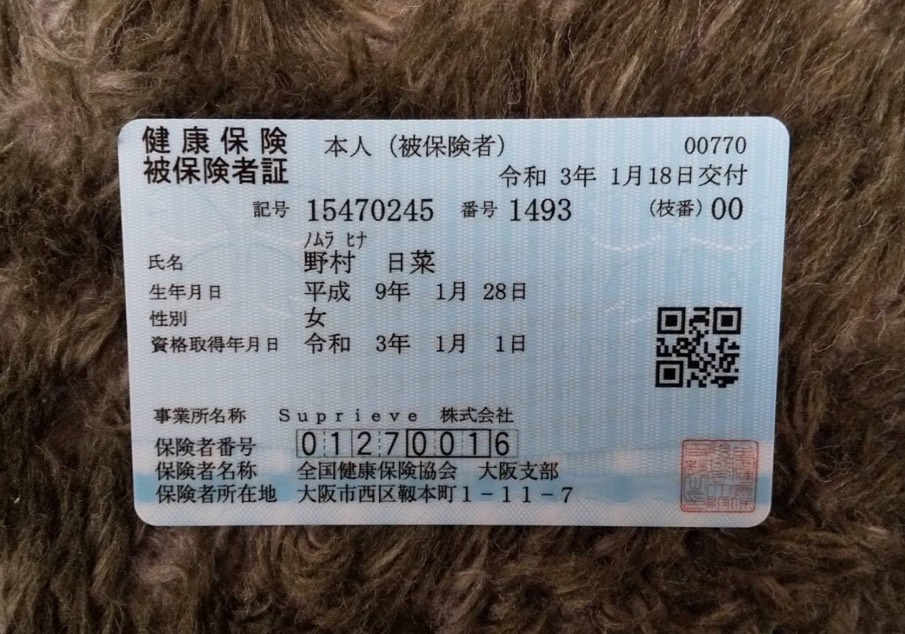 健康保険 本人（被保険者） 00770
被保険者証 令和 3年 1月18日交付
記号 15470245 番号 1493 （枝番）00
ﾉﾑﾗ ﾋﾅ
氏名 野村 日菜
生年月日 平成 9年 1月 28日
性別 女
資格取得年月日 令和 3年 1月 1日
事業所名称 Suprieve 株式会社
保険者番号 01270016
保険者名称 全国健康保険協会 大阪支部
保険者所在地 大阪市西区靱本町1－11－7